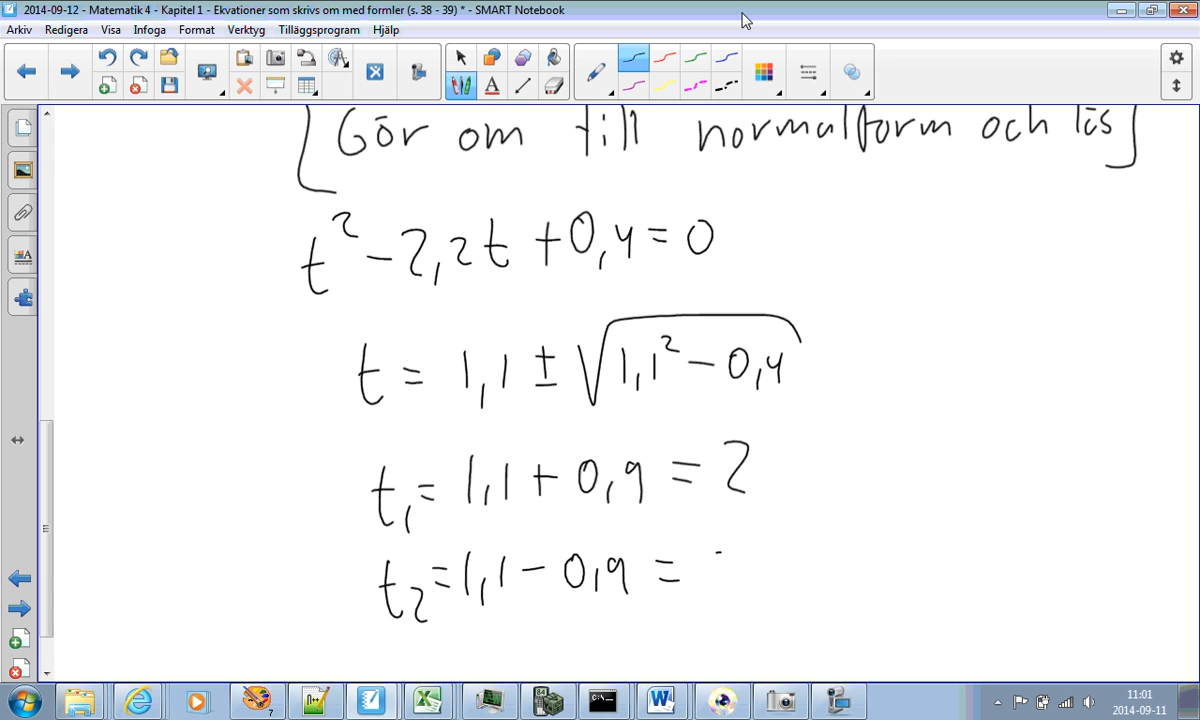 2014-09-12 - Matematik 4 - Kapitel 1 - Ekvationer som skrivs om med formler (s. 38 - 39) * - SMART Notebook
Arkiv Redigera Visa Infoga Format Verktyg Tilläggsprogram Hjälp
[Gör om till normalform och lös]
t² - 2,2t + 0,4 = 0
t = 1,1 ± √(1,1² - 0,4)
t₁ = 1,1 + 0,9 = 2
t₂ = 1,1 - 0,9 =
11:01
2014-09-11